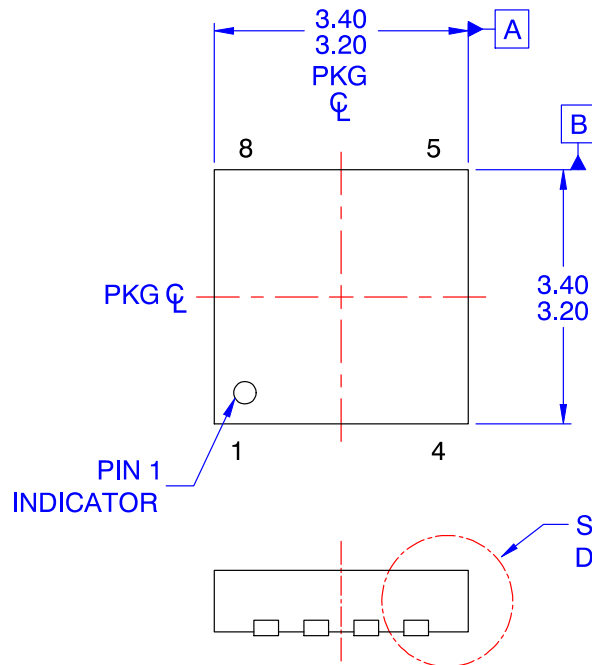 3.40
3.20
PKG
℄
A
B
8
5
PKG ℄
3.40
3.20
1
4
PIN 1
INDICATOR
S
D